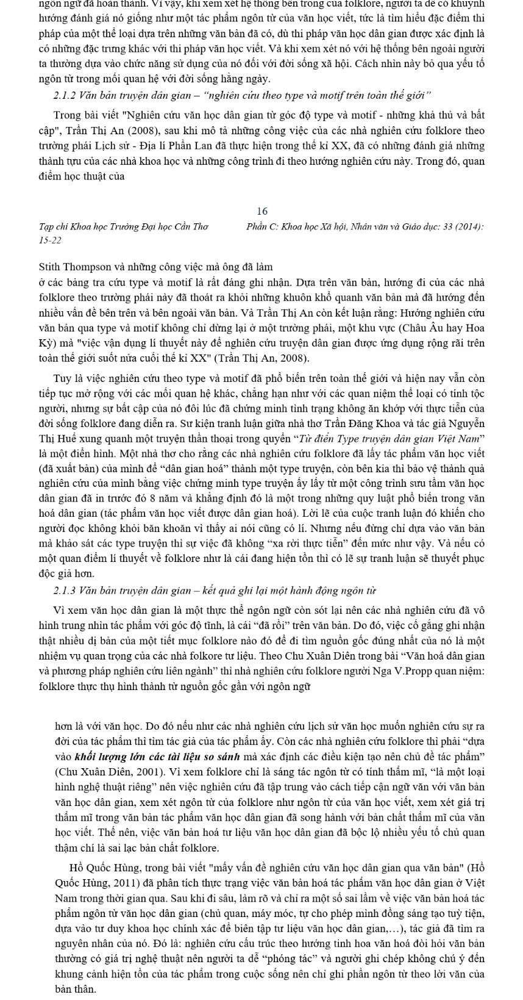 ngôn ngữ đã hoàn thành. Vì vậy, khi xem xét hệ thống bên trong của folklore, người ta dễ có khuynh
hướng đánh giá nó giống như một tác phẩm ngôn từ của văn học viết, tức là tìm hiểu đặc điểm thi
pháp của một thể loại dựa trên những văn bản đã có, dù thi pháp văn học dân gian được xác định là
có những đặc trưng khác với thi pháp văn học viết. Và khi xem xét nó với hệ thống bên ngoài người
ta thường dựa vào chức năng sử dụng của nó đối với đời sống xã hội. Cách nhìn này bỏ qua yếu tố
ngôn từ trong mối quan hệ với đời sống hằng ngày.
2.1.2 Văn bản truyện dân gian – “nghiên cứu theo type và motif trên toàn thế giới”
Trong bài viết "Nghiên cứu văn học dân gian từ góc độ type và motif - những khả thủ và bất
cập", Trần Thị An (2008), sau khi mô tả những công việc của các nhà nghiên cứu folklore theo
trường phái Lịch sử - Địa lí Phần Lan đã thực hiện trong thế kỉ XX, đã có những đánh giá những
thành tựu của các nhà khoa học và những công trình đi theo hướng nghiên cứu này. Trong đó, quan
điểm học thuật của
16
Tạp chí Khoa học Trường Đại học Cần Thơ Phần C: Khoa học Xã hội, Nhân văn và Giáo dục: 33 (2014):
15-22
Stith Thompson và những công việc mà ông đã làm
ở các bảng tra cứu type và motif là rất đáng ghi nhận. Dựa trên văn bản, hướng đi của các nhà
folklore theo trường phái này đã thoát ra khỏi những khuôn khổ quanh văn bản mà đã hướng đến
nhiều vấn đề bên trên và bên ngoài văn bản. Và Trần Thị An còn kết luận rằng: Hướng nghiên cứu
văn bản qua type và motif không chỉ dừng lại ở một trường phái, một khu vực (Châu Âu hay Hoa
Kỳ) mà "việc vận dụng lí thuyết này để nghiên cứu truyện dân gian được ứng dụng rộng rãi trên
toàn thế giới suốt nửa cuối thế kỉ XX" (Trần Thị An, 2008).
Tuy là việc nghiên cứu theo type và motif đã phổ biến trên toàn thế giới và hiện nay vẫn còn
tiếp tục mở rộng với các mối quan hệ khác, chẳng hạn như với các quan niệm thể loại có tính tộc
người, nhưng sự bất cập của nó đôi lúc đã chứng minh tình trạng không ăn khớp với thực tiễn của
đời sống folklore đang diễn ra. Sư kiện tranh luận giữa nhà thơ Trần Đăng Khoa và tác giả Nguyễn
Thị Huế xung quanh một truyện thần thoại trong quyển “Từ điển Type truyện dân gian Việt Nam”
là một điển hình. Một nhà thơ cho rằng các nhà nghiên cứu folklore đã lấy tác phẩm văn học viết
(đã xuất bản) của mình để “dân gian hoá” thành một type truyện, còn bên kia thì bảo vệ thành quả
nghiên cứu của mình bằng việc chứng minh type truyện ấy lấy từ một công trình sưu tầm văn học
dân gian đã in trước đó 8 năm và khẳng định đó là một trong những quy luật phổ biến trong văn
hoá dân gian (tác phẩm văn học viết được dân gian hoá). Lời lẽ của cuộc tranh luận đó khiến cho
người đọc không khỏi băn khoăn vì thấy ai nói cũng có lí. Nhưng nếu đừng chỉ dựa vào văn bản
mà khảo sát các type truyện thì sự việc đã không “xa rời thực tiễn” đến mức như vậy. Và nếu có
một quan điểm lí thuyết về folklore như là cái đang hiện tồn thì có lẽ sự tranh luận sẽ thuyết phục
độc giả hơn.
2.1.3 Văn bản truyện dân gian – kết quả ghi lại một hành động ngôn từ
Vì xem văn học dân gian là một thực thể ngôn ngữ còn sót lại nên các nhà nghiên cứu đã vô
hình trung nhìn tác phẩm với góc độ tĩnh, là cái “đã rồi” trên văn bản. Do đó, việc cố gắng ghi nhận
thật nhiều dị bản của một tiết mục folklore nào đó để đi tìm nguồn gốc đúng nhất của nó là một
nhiệm vụ quan trọng của các nhà folkore tư liệu. Theo Chu Xuân Diên trong bài “Văn hoá dân gian
và phương pháp nghiên cứu liên ngành” thì nhà nghiên cứu folklore người Nga V.Propp quan niệm:
folklore thực thụ hình thành từ nguồn gốc gần với ngôn ngữ
hơn là với văn học. Do đó nếu như các nhà nghiên cứu lịch sử văn học muốn nghiên cứu sự ra
đời của tác phẩm thì tìm tác giả của tác phẩm ấy. Còn các nhà nghiên cứu folklore thì phải “dựa
vào khối lượng lớn các tài liệu so sánh mà xác định các điều kiện tạo nên chủ đề tác phẩm”
(Chu Xuân Diên, 2001). Vì xem folklore chỉ là sáng tác ngôn từ có tính thẩm mĩ, “là một loại
hình nghệ thuật riêng” nên việc nghiên cứu đã tập trung vào cách tiếp cận ngữ văn với văn bản
văn học dân gian, xem xét ngôn từ của folklore như ngôn từ của văn học viết, xem xét giá trị
thẩm mĩ trong văn bản tác phẩm văn học dân gian đã song hành với bản chất thẩm mĩ của văn
học viết. Thế nên, việc văn bản hoá tư liệu văn học dân gian đã bộc lộ nhiều yếu tố chủ quan
thậm chí là sai lạc bản chất folklore.
Hồ Quốc Hùng, trong bài viết "mấy vấn đề nghiên cứu văn học dân gian qua văn bản" (Hồ
Quốc Hùng, 2011) đã phân tích thực trạng việc văn bản hoá tác phẩm văn học dân gian ở Việt
Nam trong thời gian qua. Sau khi đi sâu, làm rõ và chỉ ra một số sai lầm về việc văn bản hoá tác
phẩm ngôn từ văn học dân gian (chủ quan, máy móc, tự cho phép mình đồng sáng tạo tuỳ tiện,
dựa vào tư duy khoa học chính xác để biên tập tư liệu văn học dân gian,…), tác giả đã tìm ra
nguyên nhân của nó. Đó là: nghiên cứu cấu trúc theo hướng tinh hoa văn hoá đòi hỏi văn bản
thường có giá trị nghệ thuật nên người ta dễ “phóng tác” và người ghi chép không chú ý đến
khung cảnh hiện tồn của tác phẩm trong cuộc sống nên chỉ ghi phần ngôn từ theo lời văn của
bản thân.